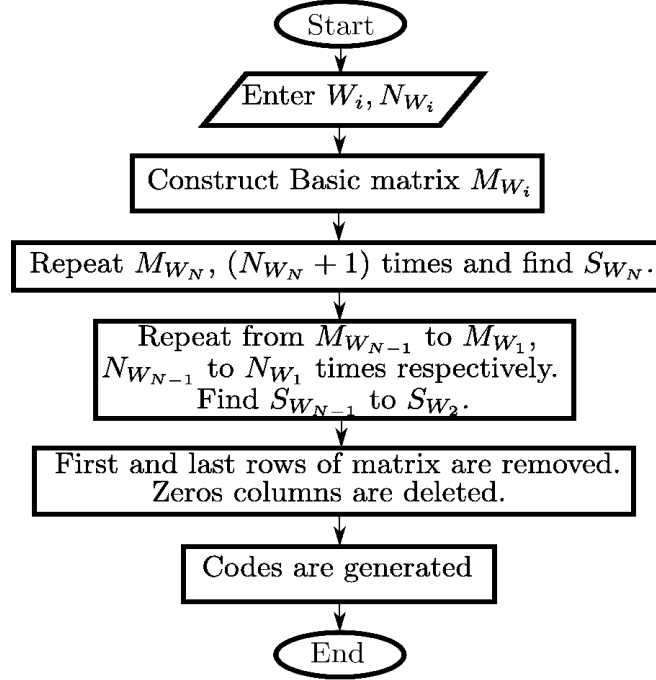 Start
Enter $W_i, N_{W_i}$
Construct Basic matrix $M_{W_i}$
Repeat $M_{W_N}$, $(N_{W_N} + 1)$ times and find $S_{W_N}$.
Repeat from $M_{W_{N-1}}$ to $M_{W_1}$,
$N_{W_{N-1}}$ to $N_{W_1}$ times respectively.
Find $S_{W_{N-1}}$ to $S_{W_2}$.
First and last rows of matrix are removed.
Zeros columns are deleted.
Codes are generated
End